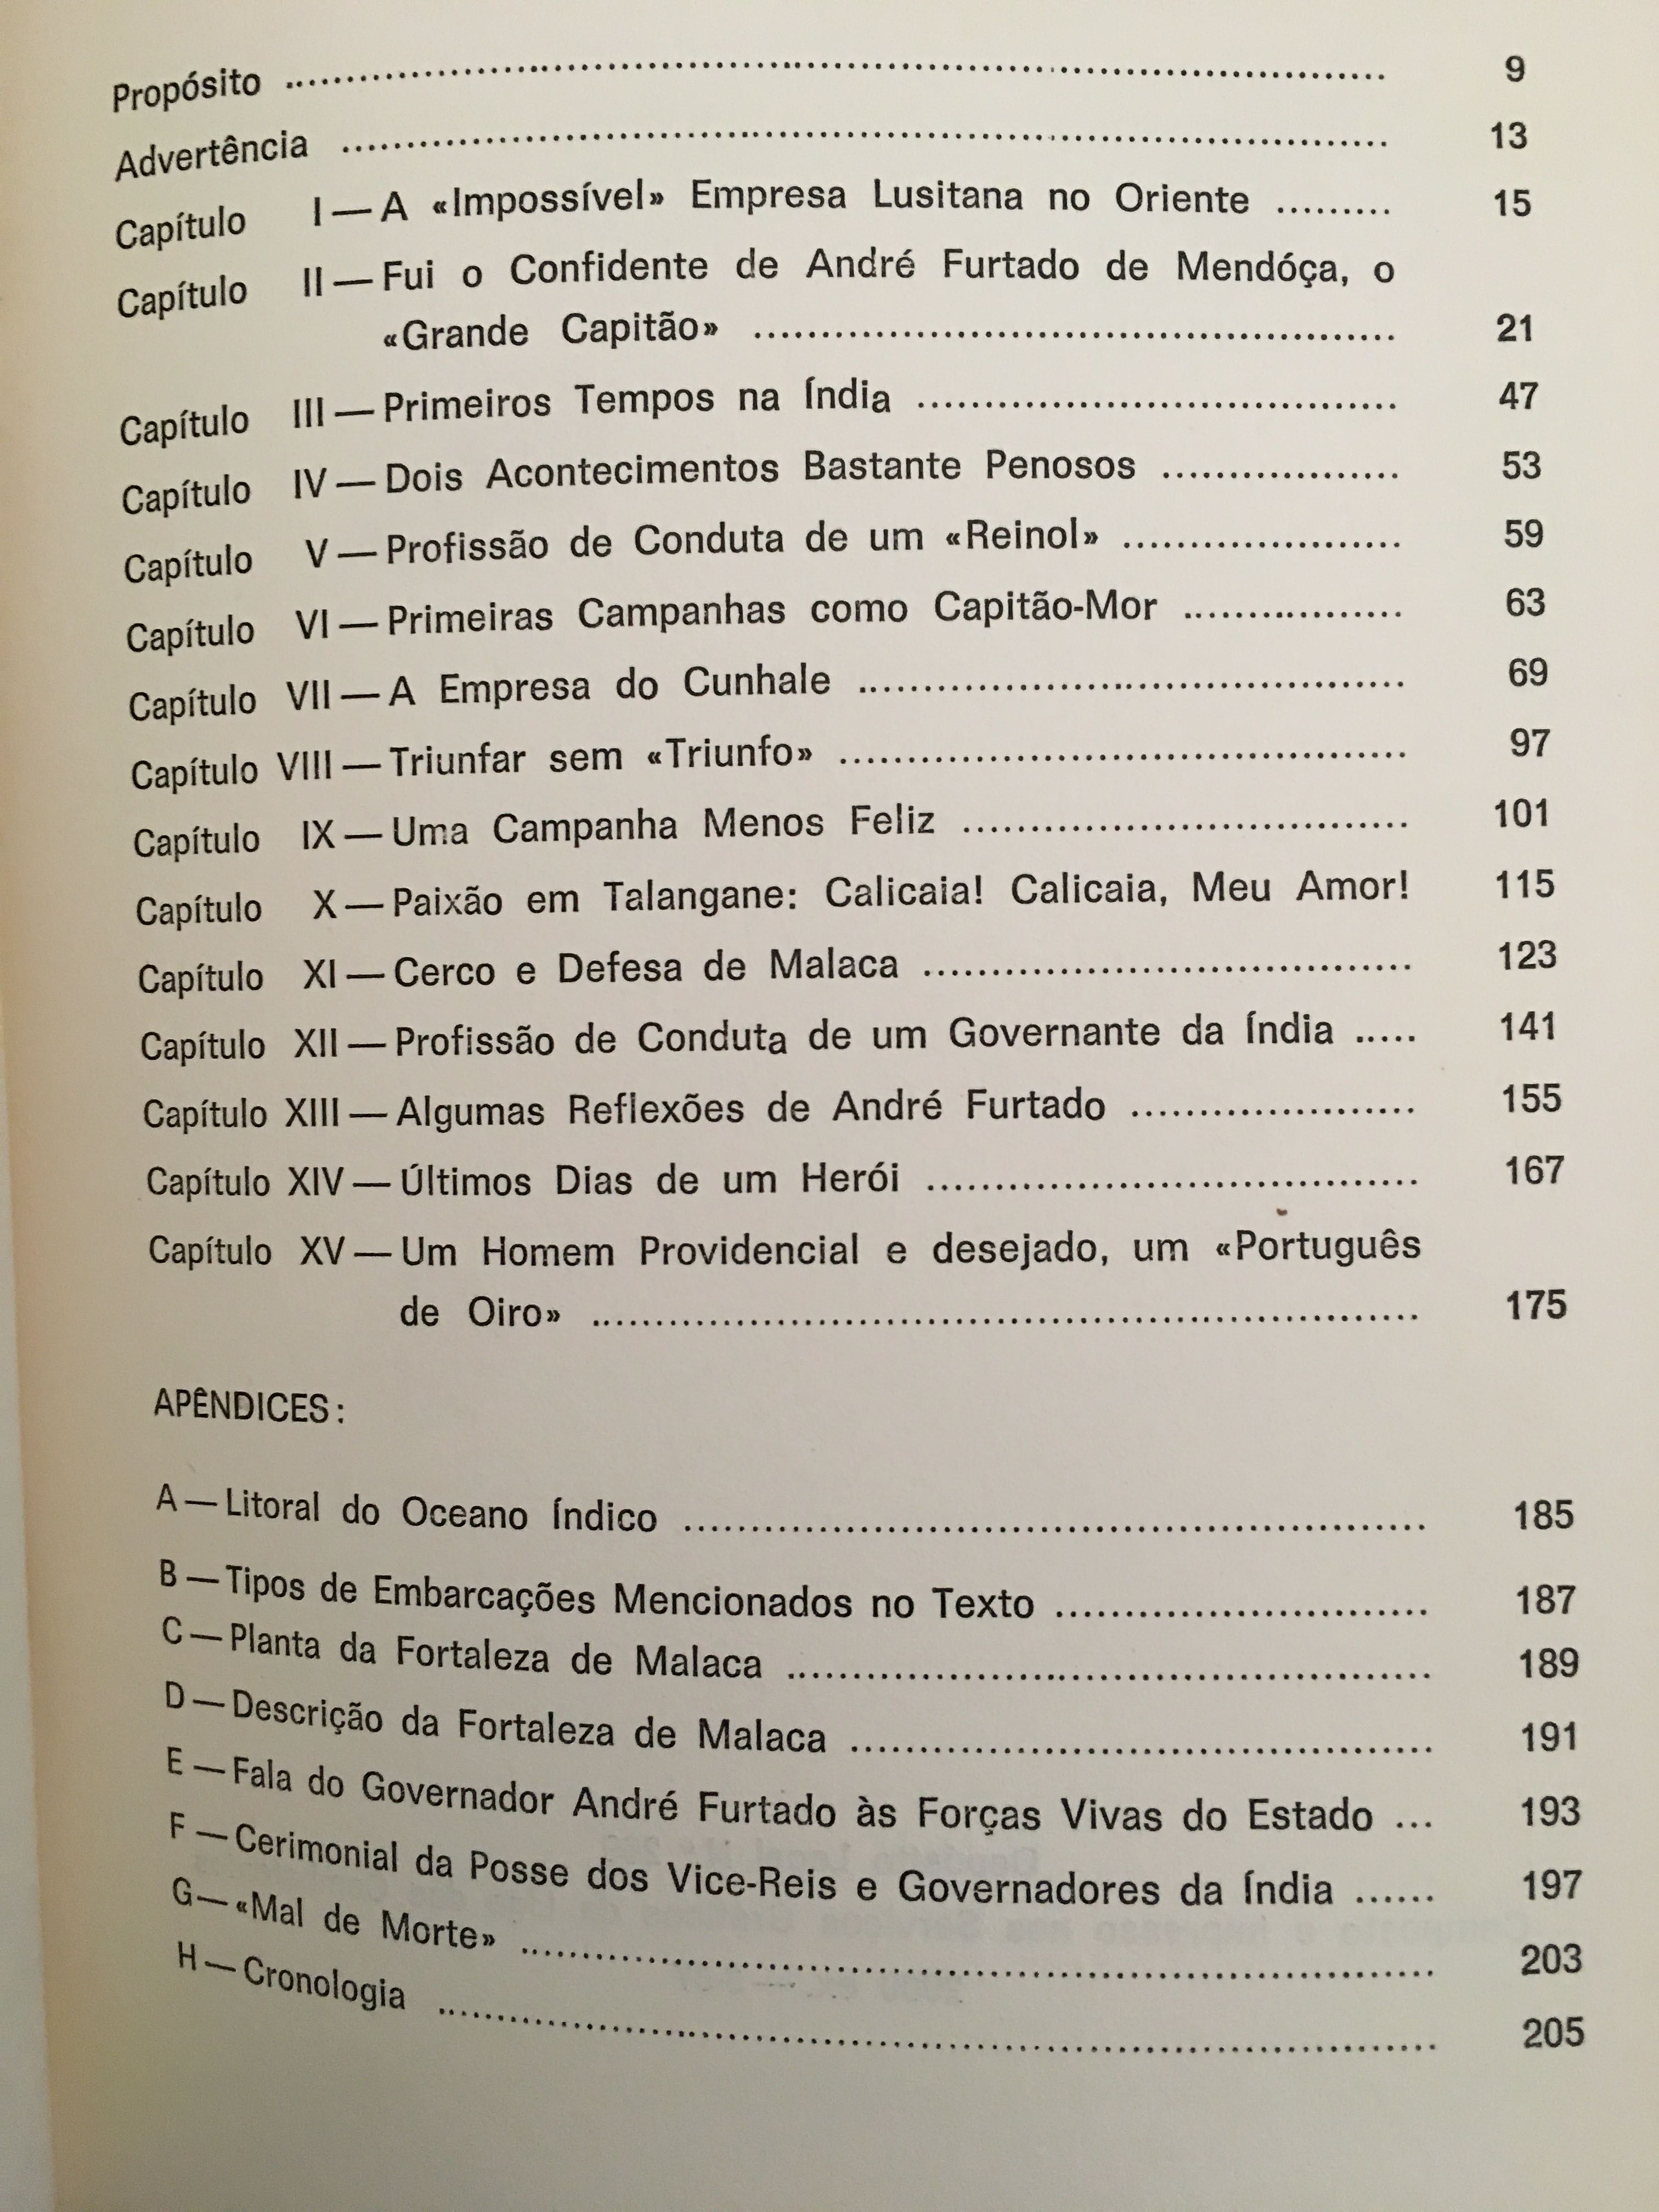 Propósito ........ 9
Advertência ........ 13
Capítulo I — A «Impossível» Empresa Lusitana no Oriente ......... 15
Capítulo II — Fui o Confidente de André Furtado de Mendóça, o
«Grande Capitão» ........ 21
Capítulo III — Primeiros Tempos na Índia ........ 47
Capítulo IV — Dois Acontecimentos Bastante Penosos ........ 53
Capítulo V — Profissão de Conduta de um «Reinol» ........ 59
Capítulo VI — Primeiras Campanhas como Capitão-Mor ........ 63
Capítulo VII — A Empresa do Cunhale ........ 69
Capítulo VIII — Triunfar sem «Triunfo» ........ 97
Capítulo IX — Uma Campanha Menos Feliz ........ 101
Capítulo X — Paixão em Talangane: Calicaia! Calicaia, Meu Amor! 115
Capítulo XI — Cerco e Defesa de Malaca ........ 123
Capítulo XII — Profissão de Conduta de um Governante da Índia ..... 141
Capítulo XIII — Algumas Reflexões de André Furtado ........ 155
Capítulo XIV — Últimos Dias de um Herói ........ 167
Capítulo XV — Um Homem Providencial e desejado, um «Português
de Oiro» ........ 175
APÊNDICES:
A — Litoral do Oceano Índico ........ 185
B — Tipos de Embarcações Mencionados no Texto ........ 187
C — Planta da Fortaleza de Malaca ........ 189
D — Descrição da Fortaleza de Malaca ........ 191
E — Fala do Governador André Furtado às Forças Vivas do Estado ... 193
F — Cerimonial da Posse dos Vice-Reis e Governadores da Índia ...... 197
G — «Mal de Morte» ........ 203
H — Cronologia ........ 205